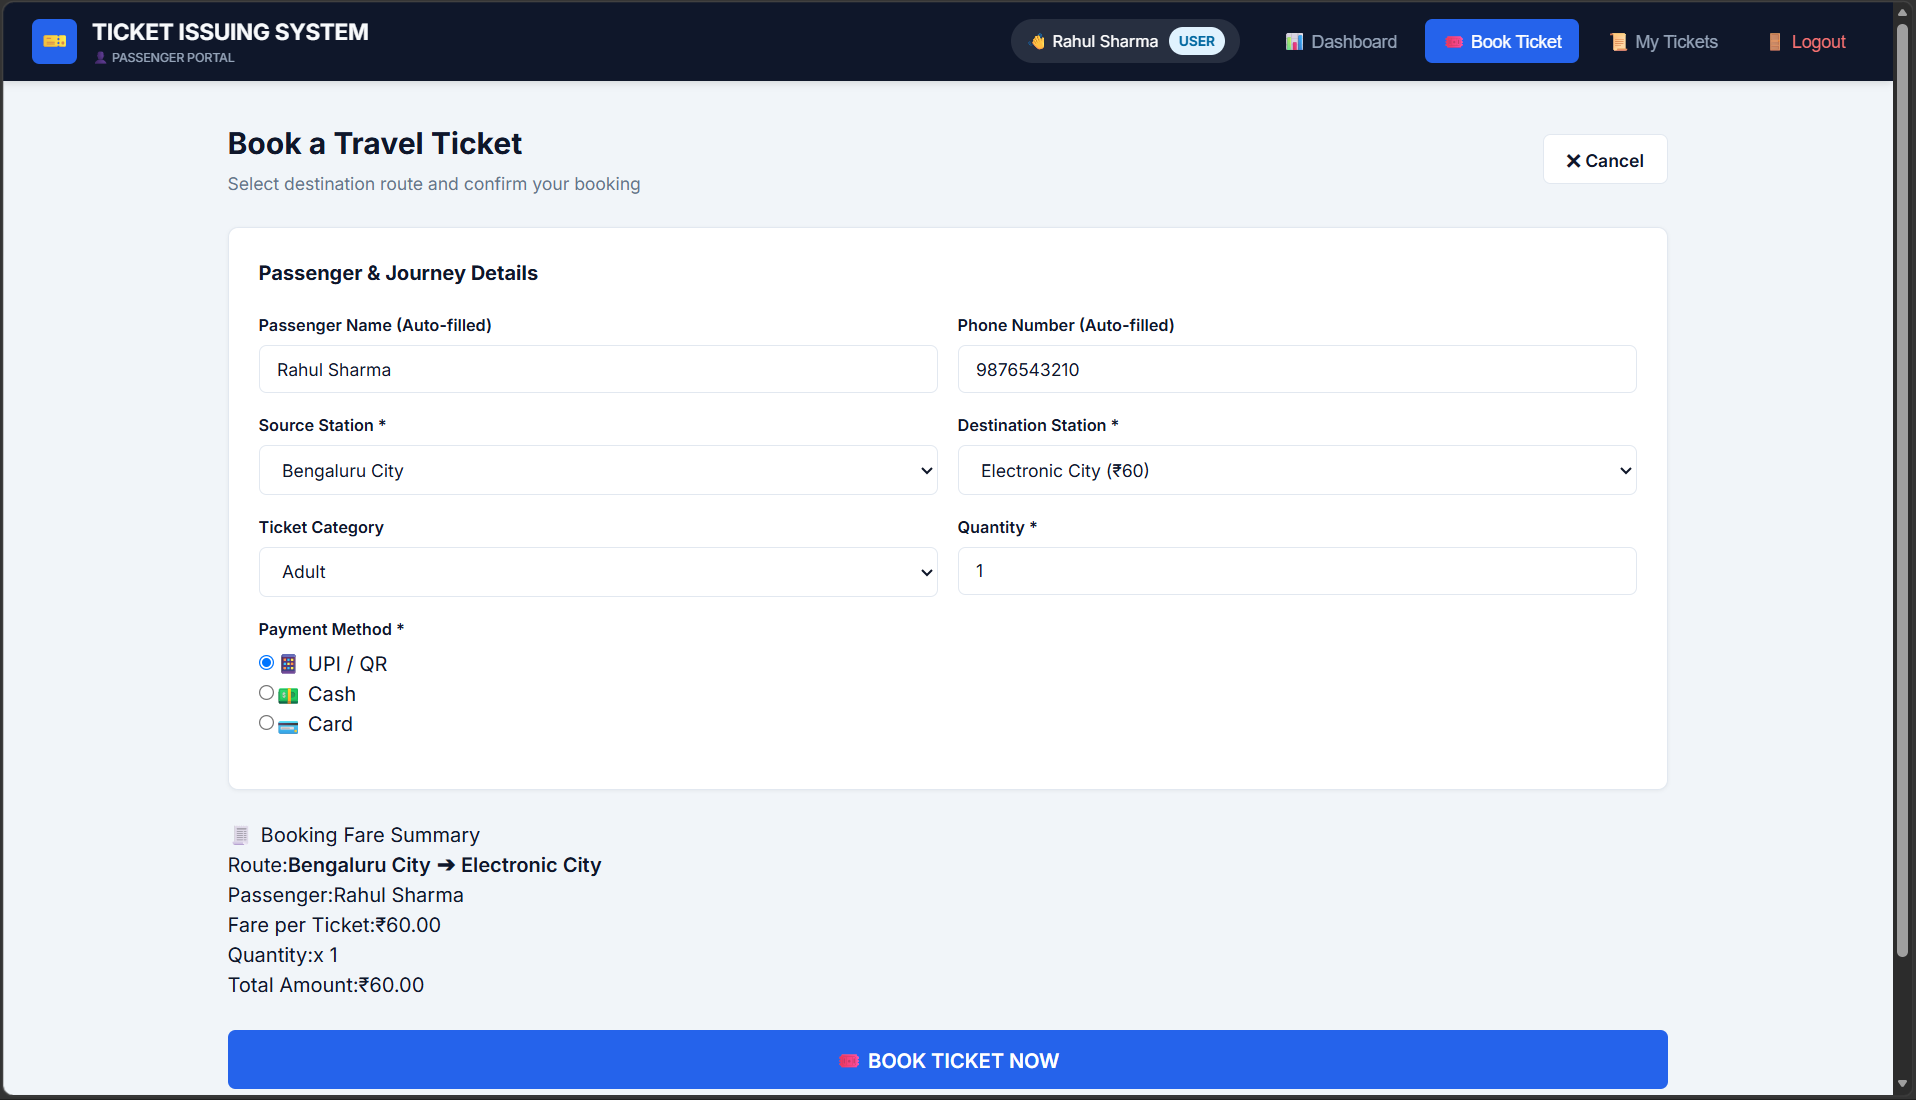 TICKET ISSUING SYSTEM
PASSENGER PORTAL
Rahul Sharma USER
Dashboard
Book Ticket
My Tickets
Logout
Book a Travel Ticket
Select destination route and confirm your booking
✕ Cancel
Passenger & Journey Details
Passenger Name (Auto-filled)
Rahul Sharma
Phone Number (Auto-filled)
9876543210
Source Station *
Bengaluru City
Destination Station *
Electronic City (₹60)
Ticket Category
Adult
Quantity *
1
Payment Method *
UPI / QR
Cash
Card
Booking Fare Summary
Route:Bengaluru City ➔ Electronic City
Passenger:Rahul Sharma
Fare per Ticket:₹60.00
Quantity:x 1
Total Amount:₹60.00
BOOK TICKET NOW